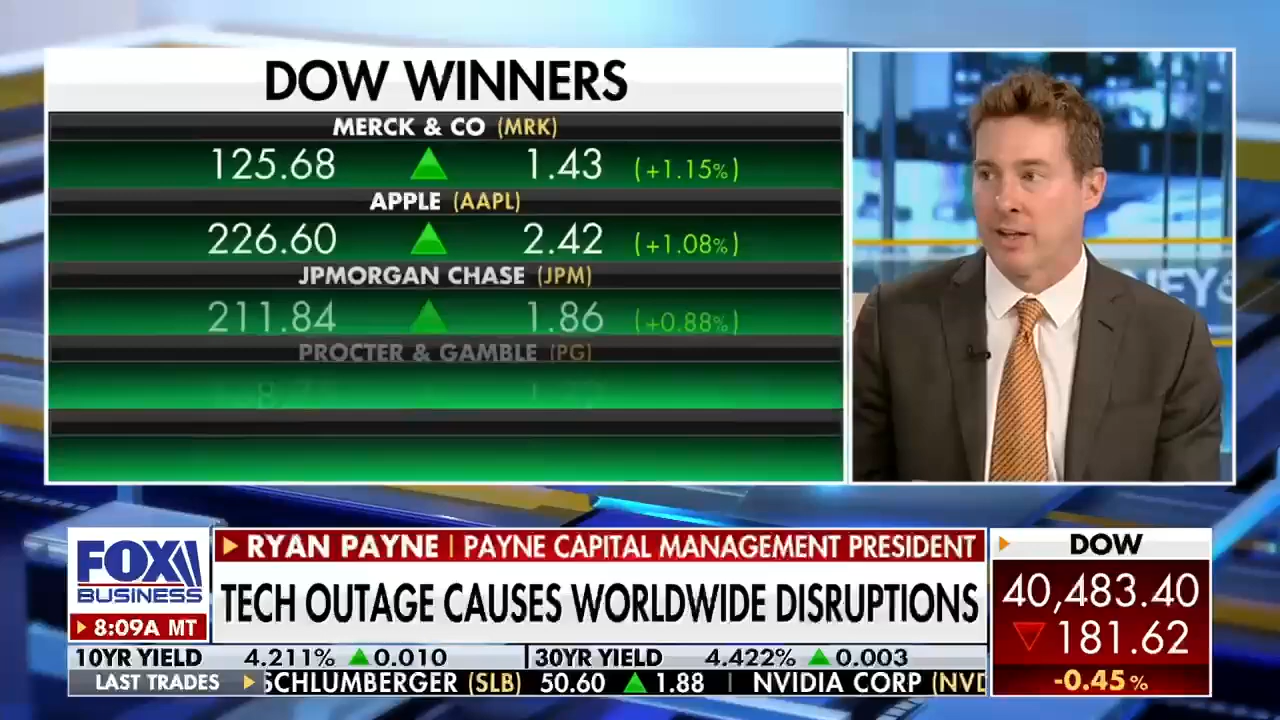 DOW WINNERS
MERCK & CO (MRK)
125.68 ▲ 1.43 (+1.15%)
APPLE (AAPL)
226.60 ▲ 2.42 (+1.08%)
JPMORGAN CHASE (JPM)
211.84 ▲ 1.86 (+0.88%)
PROCTER & GAMBLE (PG)
NEY&
FOX BUSINESS
8:09A MT
RYAN PAYNE | PAYNE CAPITAL MANAGEMENT PRESIDENT
TECH OUTAGE CAUSES WORLDWIDE DISRUPTIONS
DOW
40,483.40
▼ 181.62
-0.45%
10YR YIELD 4.211% ▲ 0.010 | 30YR YIELD 4.422% ▲ 0.003
LAST TRADES SCHLUMBERGER (SLB) 50.60 ▲ 1.88 | NVIDIA CORP (NVD